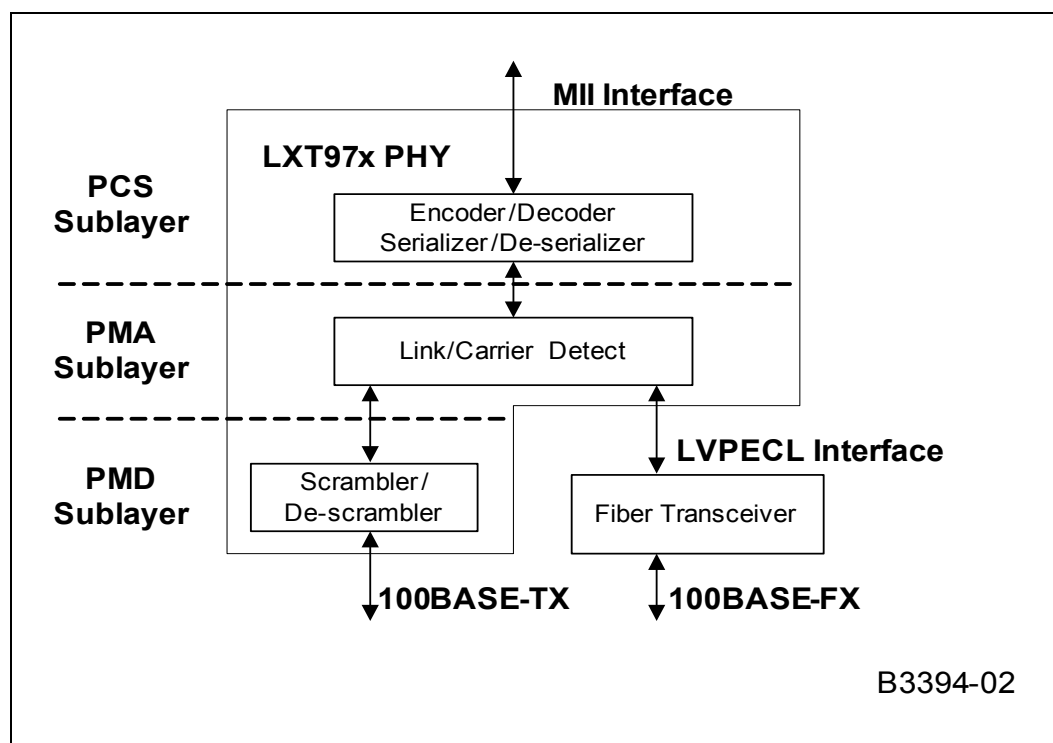 MII Interface
LXT97x PHY
PCS
Sublayer
Encoder/Decoder
Serializer/De-serializer
PMA
Sublayer
Link/Carrier Detect
LVPECL Interface
PMD
Sublayer
Scrambler/
De-scrambler
Fiber Transceiver
100BASE-TX
100BASE-FX
B3394-02